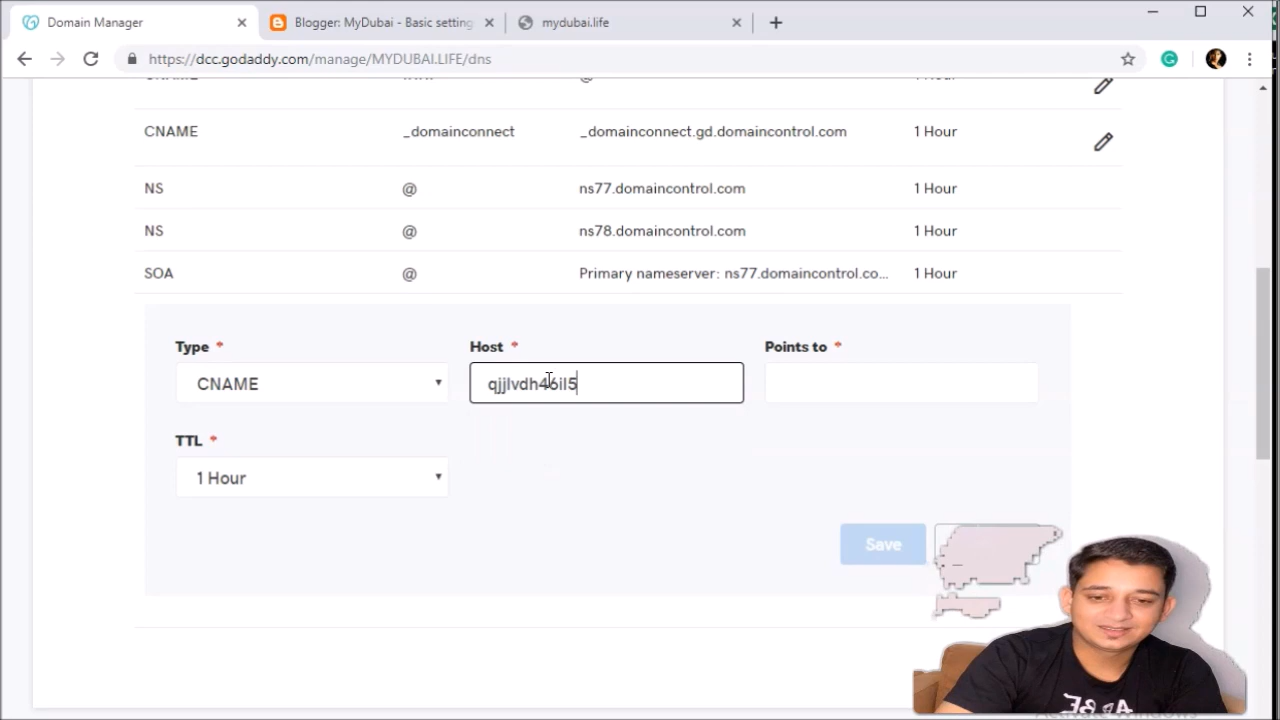 Domain Manager
Blogger: MyDubai - Basic setting
mydubai.life
https://dcc.godaddy.com/manage/MYDUBAI.LIFE/dns
CNAME _domainconnect _domainconnect.gd.domaincontrol.com 1 Hour
NS @ ns77.domaincontrol.com 1 Hour
NS @ ns78.domaincontrol.com 1 Hour
SOA @ Primary nameserver: ns77.domaincontrol.co... 1 Hour
Type * Host * Points to *
CNAME qjjlvdh46il5
TTL *
1 Hour
Save